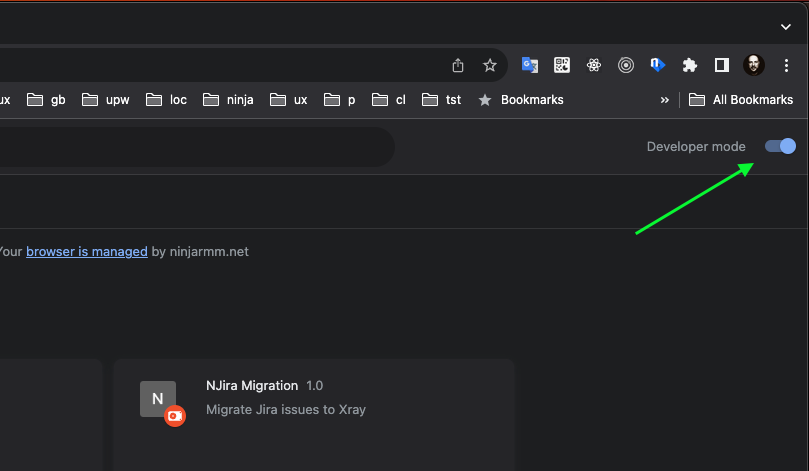 ux gb upw loc ninja ux p cl tst Bookmarks » All Bookmarks
Developer mode
Your browser is managed by ninjarmm.net
N NJira Migration 1.0
Migrate Jira issues to Xray